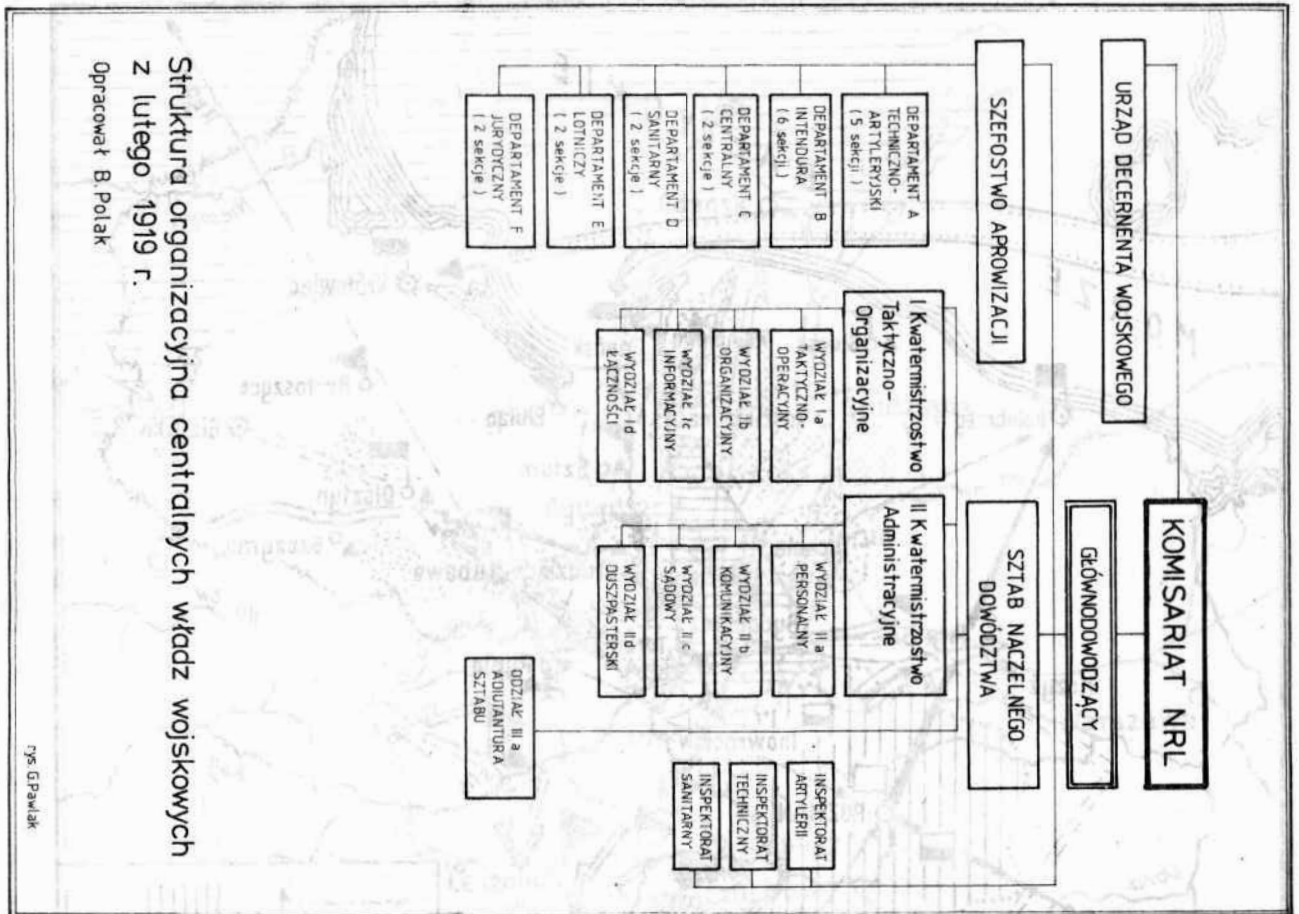 KOMISARIAT NRL
URZĄD DECERNENTA WOJSKOWEGO
GŁÓWNODOWODZĄCY
SZEFOSTWO APROWIZACJI
SZTAB NACZELNEGO
DOWÓDZTWA
DEPARTAMENT A
TECHNICZNO-
ARTYLERYJSKI
( 5 sekcji )
DEPARTAMENT B
INTENDURA
( 6 sekcji )
DEPARTAMENT C
CENTRALNY
( 2 sekcje )
DEPARTAMENT D
SANITARNY
( 2 sekcje )
DEPARTAMENT E
LOTNICZY
( 2 sekcje )
DEPARTAMENT F
JURYDYCZNY
( 2 sekcje )
I Kwatermistrzostwo
Taktyczno-
Organizacyjne
WYDZIAŁ Ia
TAKTYCZNO-
OPERACYJNY
WYDZIAŁ Ib
ORGANIZACYJNY
WYDZIAŁ Ic
INFORMACYJNY
WYDZIAŁ Id
ŁĄCZNOŚCI
II Kwatermistrzostwo
Administracyjne
WYDZIAŁ II a
PERSONALNY
WYDZIAŁ II b
KOMUNIKACYJNY
WYDZIAŁ II c
SĄDOWY
WYDZIAŁ IId
DUSZPASTERSKI
ODZIAŁ III a
ADIUTANTURA
SZTABU
INSPEKTORAT
ARTYLERII
INSPEKTORAT
TECHNICZNY
INSPEKTORAT
SANITARNY
Struktura organizacyjna centralnych władz wojskowych
z lutego 1919 r.
Opracował B. Polak
rys. G.Pawlak